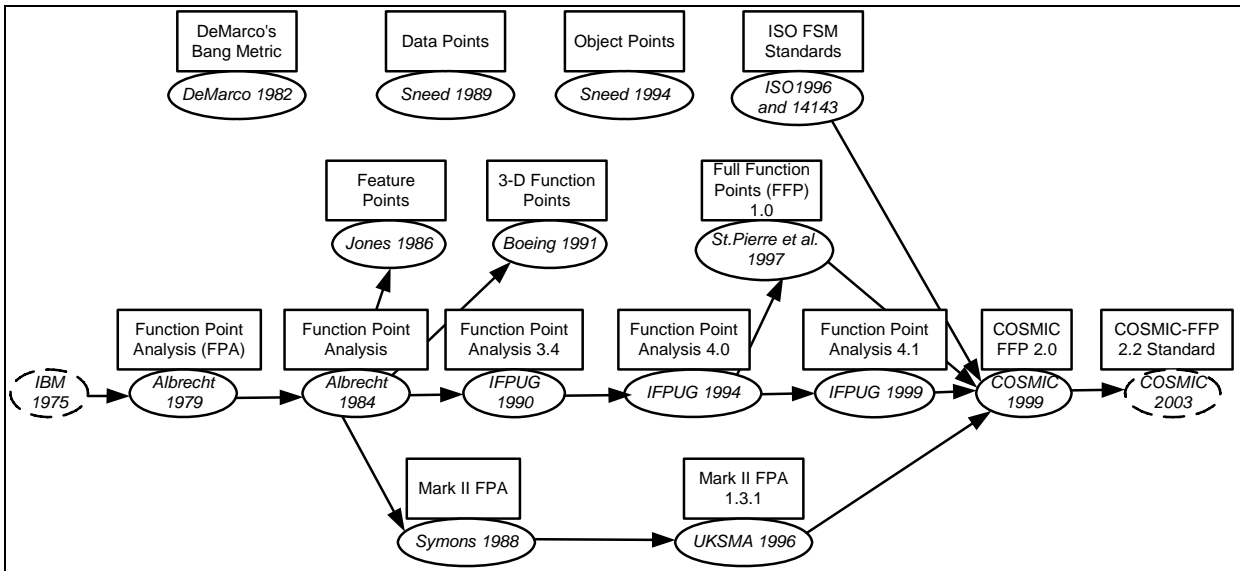 DeMarco's
Bang Metric
DeMarco 1982
Data Points
Sneed 1989
Object Points
Sneed 1994
ISO FSM
Standards
ISO1996
and 14143
Feature
Points
Jones 1986
3-D Function
Points
Boeing 1991
Full Function
Points (FFP)
1.0
St.Pierre et al.
1997
IBM
1975
Function Point
Analysis (FPA)
Albrecht
1979
Function Point
Analysis
Albrecht
1984
Function Point
Analysis 3.4
IFPUG
1990
Function Point
Analysis 4.0
IFPUG 1994
Function Point
Analysis 4.1
IFPUG 1999
COSMIC
FFP 2.0
COSMIC
1999
COSMIC-FFP
2.2 Standard
COSMIC
2003
Mark II FPA
Symons 1988
Mark II FPA
1.3.1
UKSMA 1996